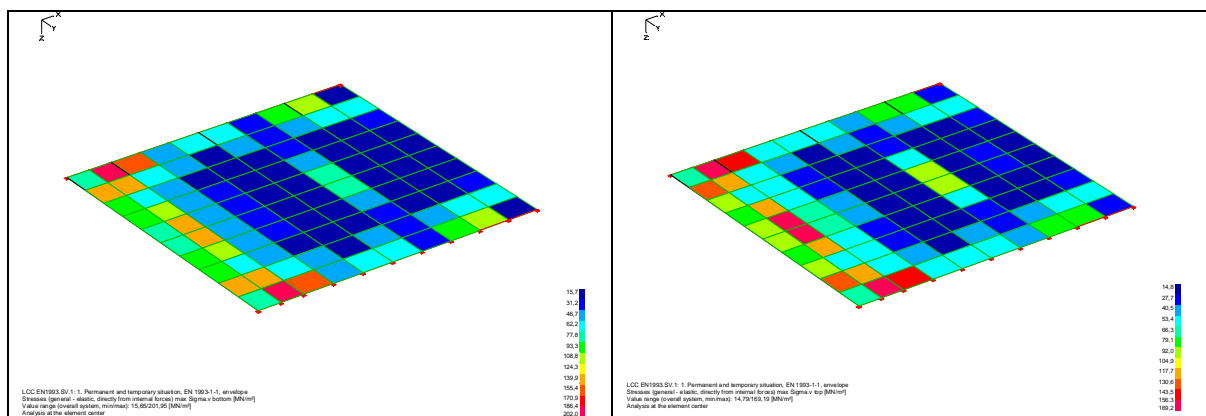 X
Y
Z
15,7
31,2
46,7
62,2
77,8
93,3
108,8
124,3
139,9
155,4
170,9
186,4
202,0
LCC EN1993.SV.1: 1. Permanent and temporary situation, EN 1993-1-1, envelope
Stresses (general - elastic, directly from internal forces) max Sigma.v bottom [MN/m²]
Value range (overall system, min/max): 15,65/201,95 [MN/m²]
Analysis at the element center
X
Y
Z
14,8
27,7
40,5
53,4
66,3
79,1
92,0
104,9
117,7
130,6
143,5
156,3
169,2
LCC EN1993.SV.1: 1. Permanent and temporary situation, EN 1993-1-1, envelope
Stresses (general - elastic, directly from internal forces) max Sigma.v top [MN/m²]
Value range (overall system, min/max): 14,79/169,19 [MN/m²]
Analysis at the element center